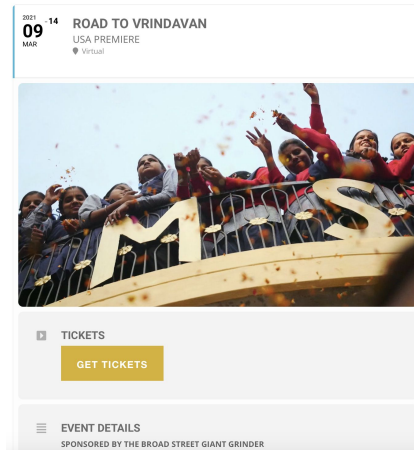 2021
09 - 14
MAR
ROAD TO VRINDAVAN
USA PREMIERE
Virtual
M S
TICKETS
GET TICKETS
EVENT DETAILS
SPONSORED BY THE BROAD STREET GIANT GRINDER